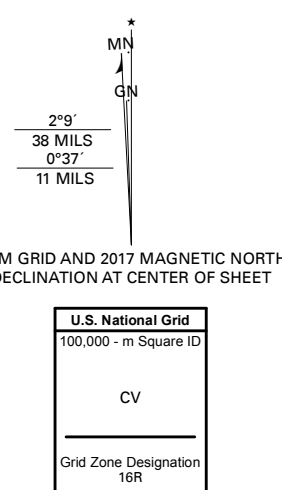 MN
GN
2°9´
38 MILS
0°37´
11 MILS
M GRID AND 2017 MAGNETIC NORTH
DECLINATION AT CENTER OF SHEET
U.S. National Grid
100,000 - m Square ID
CV
Grid Zone Designation
16R